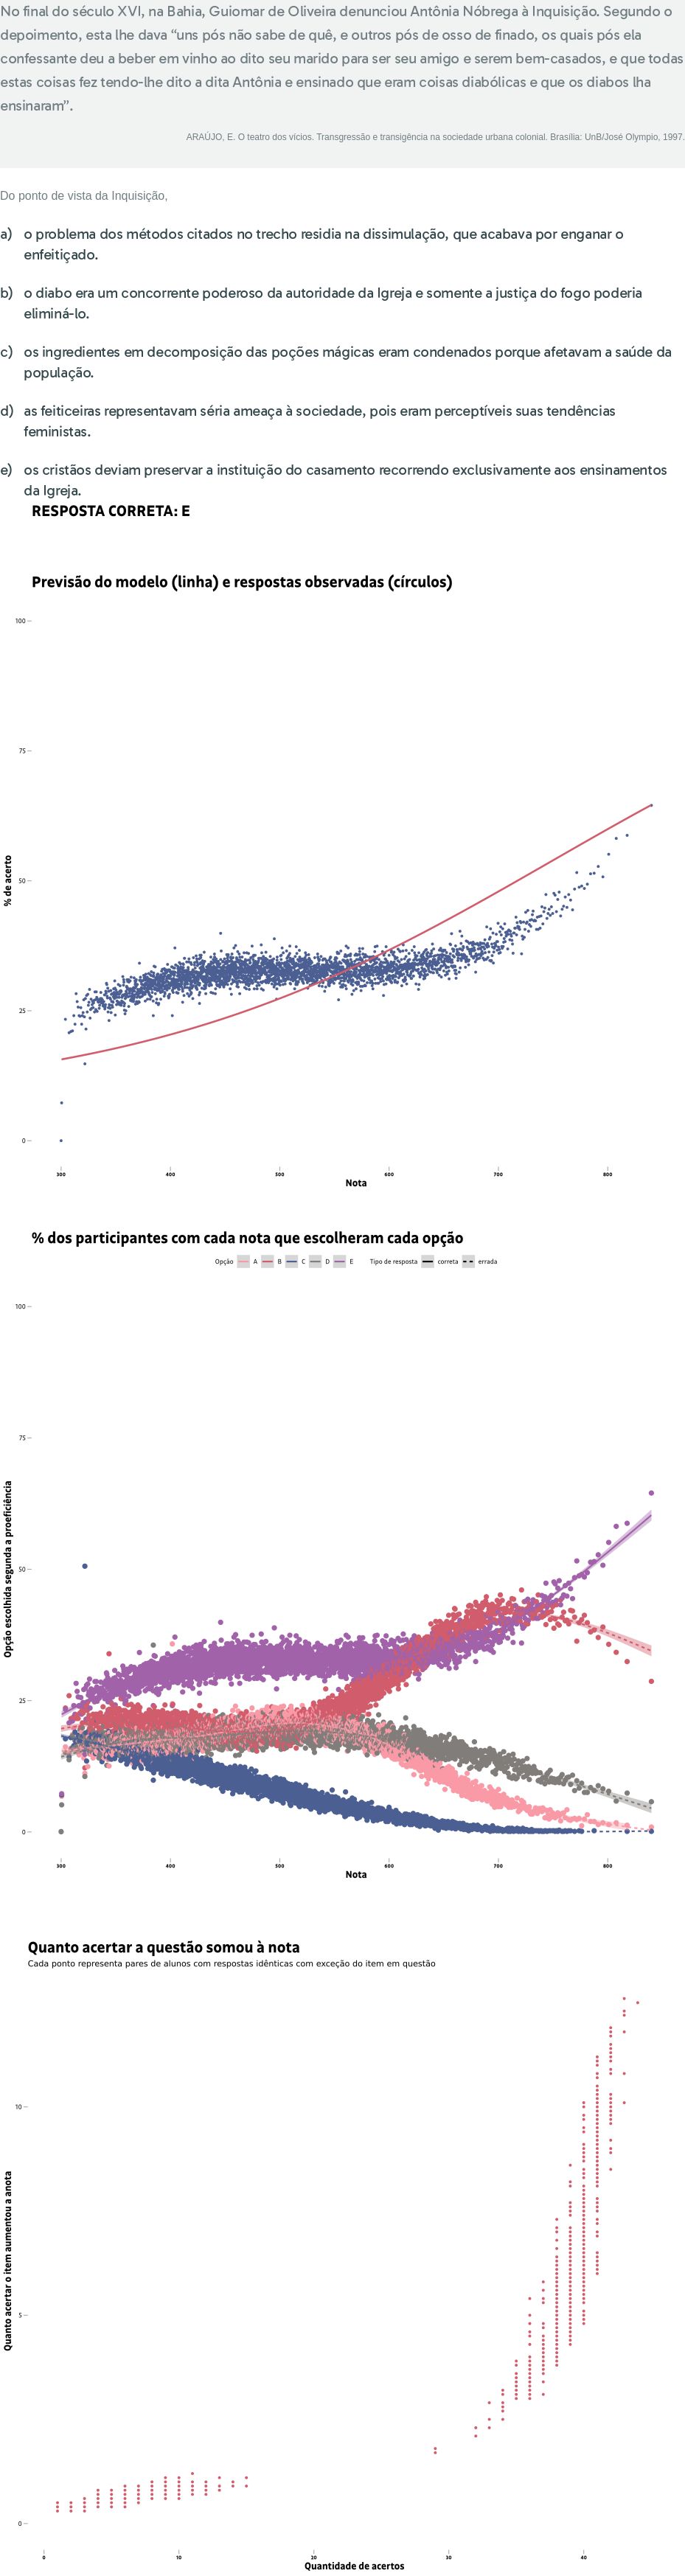 No final do século XVI, na Bahia, Guiomar de Oliveira denunciou Antônia Nóbrega à Inquisição. Segundo o
depoimento, esta lhe dava “uns pós não sabe de quê, e outros pós de osso de finado, os quais pós ela
confessante deu a beber em vinho ao dito seu marido para ser seu amigo e serem bem-casados, e que todas
estas coisas fez tendo-lhe dito a dita Antônia e ensinado que eram coisas diabólicas e que os diabos lha
ensinaram”.
ARAÚJO, E. O teatro dos vícios. Transgressão e transigência na sociedade urbana colonial. Brasília: UnB/José Olympio, 1997.
Do ponto de vista da Inquisição,
a) o problema dos métodos citados no trecho residia na dissimulação, que acabava por enganar o
enfeitiçado.
b) o diabo era um concorrente poderoso da autoridade da Igreja e somente a justiça do fogo poderia
eliminá-lo.
c) os ingredientes em decomposição das poções mágicas eram condenados porque afetavam a saúde da
população.
d) as feiticeiras representavam séria ameaça à sociedade, pois eram perceptíveis suas tendências
feministas.
e) os cristãos deviam preservar a instituição do casamento recorrendo exclusivamente aos ensinamentos
da Igreja.
RESPOSTA CORRETA: E
Previsão do modelo (linha) e respostas observadas (círculos)
100
75
% de acerto
50
25
0
300 400 500 600 700 800
Nota
% dos participantes com cada nota que escolheram cada opção
Opção A B C D E Tipo de resposta correta errada
100
75
Opção escolhida segunda a proeficiência
50
25
0
300 400 500 600 700 800
Nota
Quanto acertar a questão somou à nota
Cada ponto representa pares de alunos com respostas idênticas com exceção do item em questão
10
Quanto acertar o item aumentou a anota
5
0
0 10 20 30 40
Quantidade de acertos